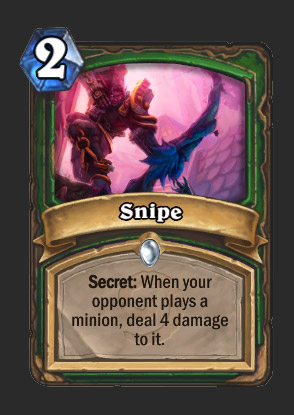 2
Snipe
Secret: When your
opponent plays a
minion, deal 4 damage
to it.